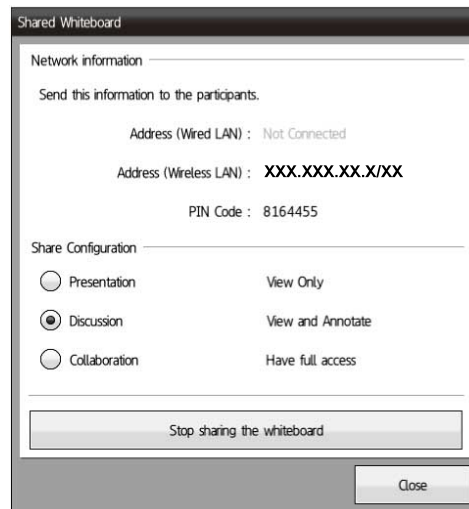 Shared Whiteboard
Network information
Send this information to the participants.
Address (Wired LAN) : Not Connected
Address (Wireless LAN) : XXX.XXX.XX.X/XX
PIN Code : 8164455
Share Configuration
Presentation View Only
Discussion View and Annotate
Collaboration Have full access
Stop sharing the whiteboard
Close